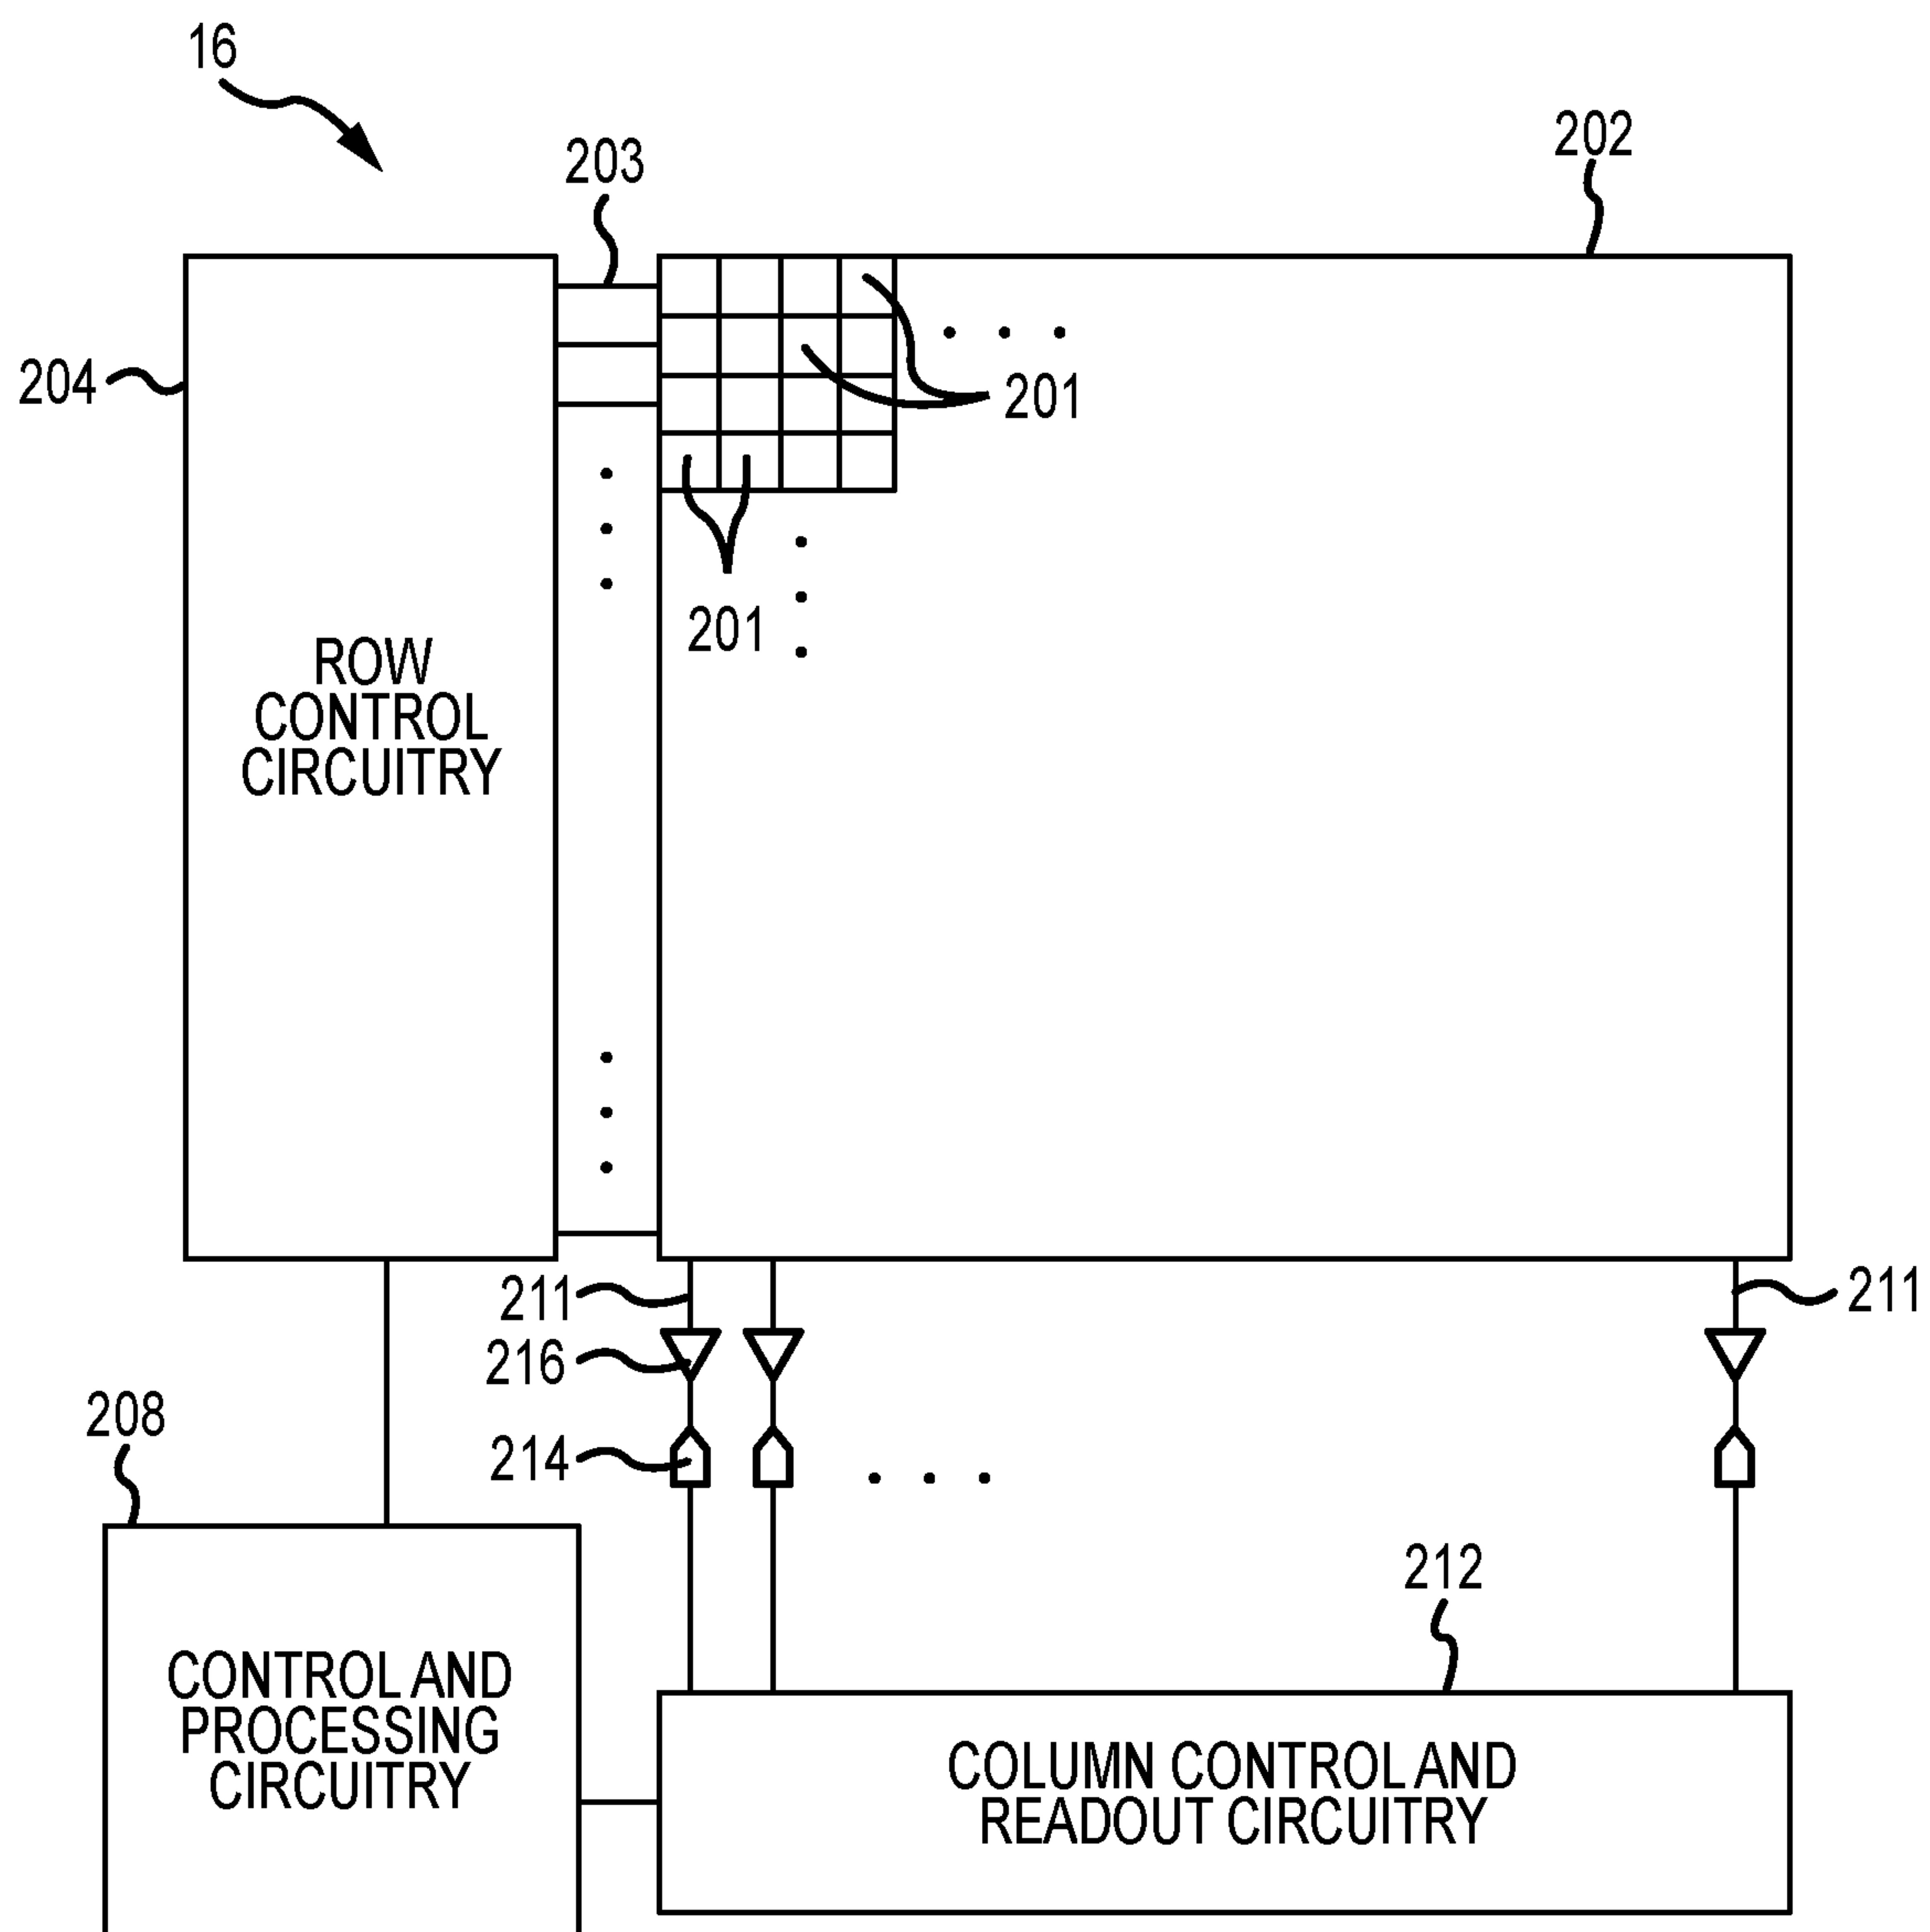 16
203
202
204
201
201
ROW
CONTROL
CIRCUITRY
211
211
216
208
214
212
CONTROL AND
PROCESSING
CIRCUITRY
COLUMN CONTROL AND
READOUT CIRCUITRY